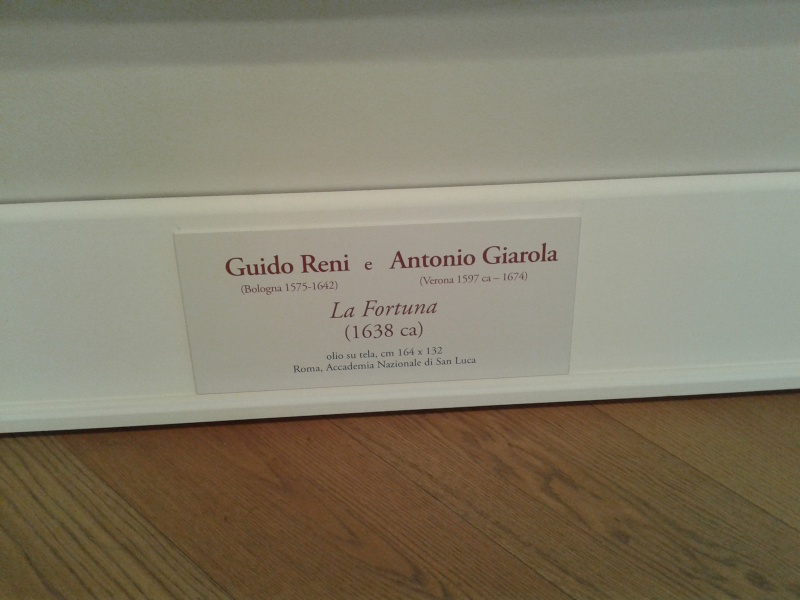 Guido Reni e Antonio Giarola
(Bologna 1575-1642) (Verona 1597 ca – 1674)
La Fortuna
(1638 ca)
olio su tela, cm 164 x 132
Roma, Accademia Nazionale di San Luca